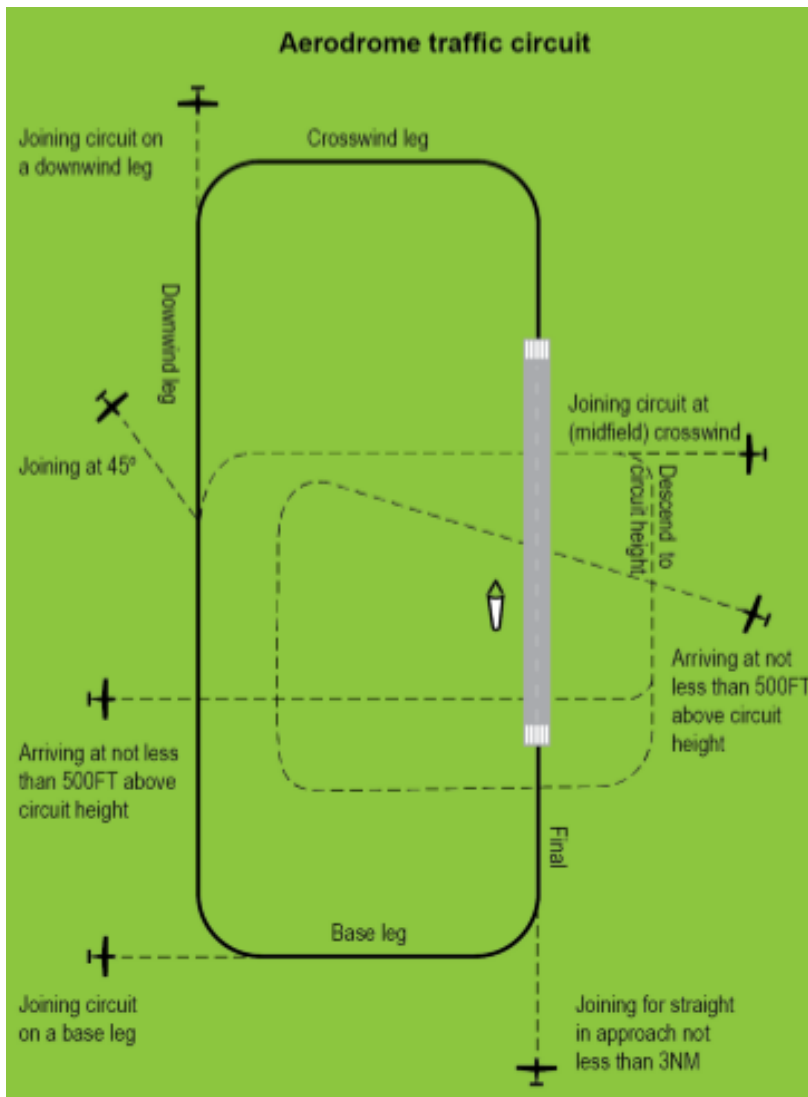 Aerodrome traffic circuit
Joining circuit on
a downwind leg
Crosswind leg
Downwind leg
Joining at 45º
Joining circuit at
(midfield) crosswind
Descend to
circuit height
Arriving at not
less than 500FT
above circuit
height
Arriving at not less
than 500FT above
circuit height
Final
Base leg
Joining circuit
on a base leg
Joining for straight
in approach not
less than 3NM